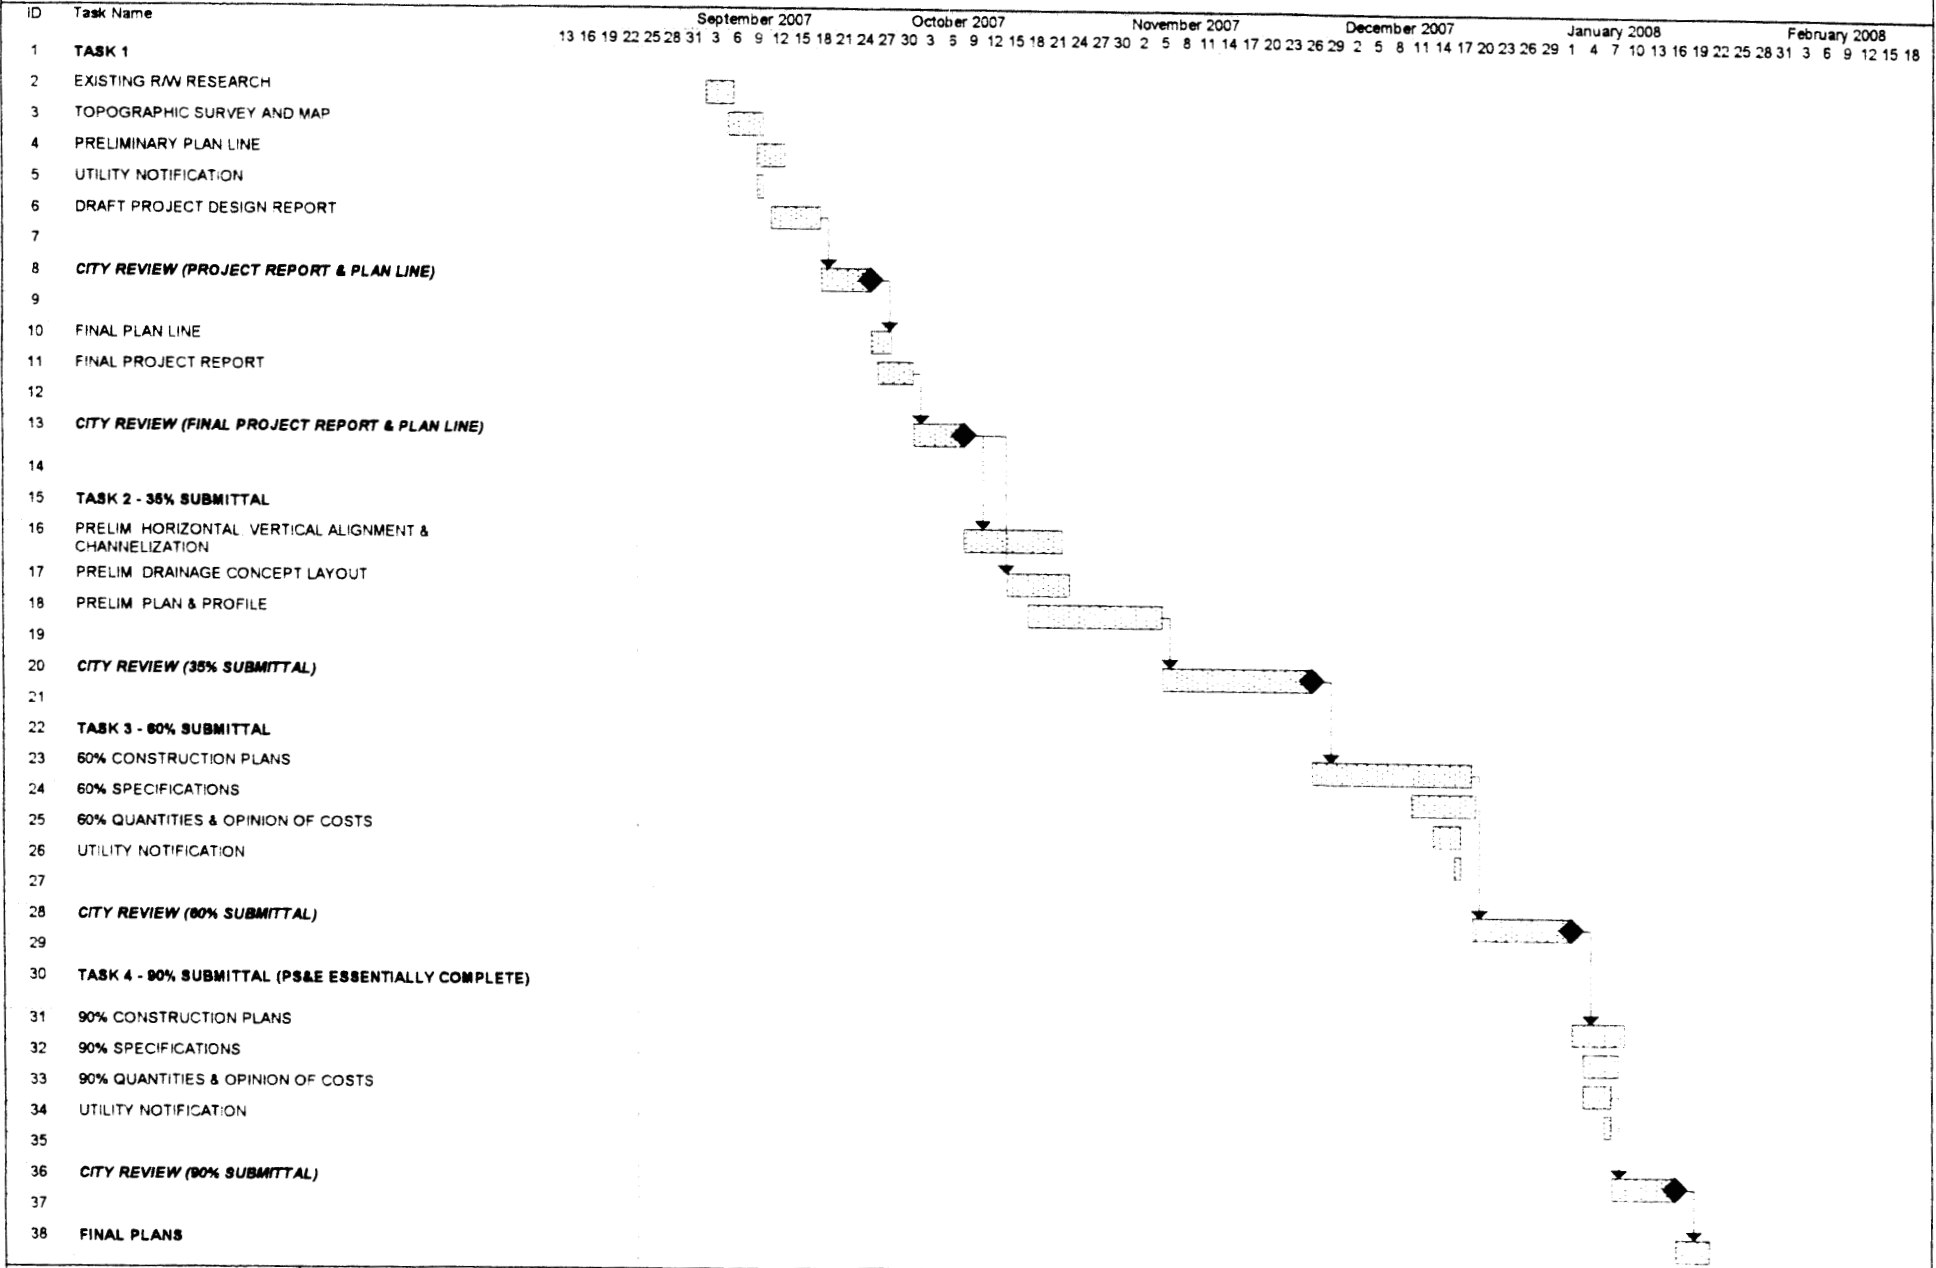 ID Task Name
September 2007 October 2007 November 2007 December 2007 January 2008 February 2008
13 16 19 22 25 28 31 3 6 9 12 15 18 21 24 27 30 3 6 9 12 15 18 21 24 27 30 2 5 8 11 14 17 20 23 26 29 2 5 8 11 14 17 20 23 26 29 1 4 7 10 13 16 19 22 25 28 31 3 6 9 12 15 18
1 TASK 1
2 EXISTING R/W RESEARCH
3 TOPOGRAPHIC SURVEY AND MAP
4 PRELIMINARY PLAN LINE
5 UTILITY NOTIFICATION
6 DRAFT PROJECT DESIGN REPORT
7
8 CITY REVIEW (PROJECT REPORT & PLAN LINE)
9
10 FINAL PLAN LINE
11 FINAL PROJECT REPORT
12
13 CITY REVIEW (FINAL PROJECT REPORT & PLAN LINE)
14
15 TASK 2 - 35% SUBMITTAL
16 PRELIM HORIZONTAL VERTICAL ALIGNMENT &
CHANNELIZATION
17 PRELIM DRAINAGE CONCEPT LAYOUT
18 PRELIM PLAN & PROFILE
19
20 CITY REVIEW (35% SUBMITTAL)
21
22 TASK 3 - 60% SUBMITTAL
23 60% CONSTRUCTION PLANS
24 60% SPECIFICATIONS
25 60% QUANTITIES & OPINION OF COSTS
26 UTILITY NOTIFICATION
27
28 CITY REVIEW (60% SUBMITTAL)
29
30 TASK 4 - 90% SUBMITTAL (PS&E ESSENTIALLY COMPLETE)
31 90% CONSTRUCTION PLANS
32 90% SPECIFICATIONS
33 90% QUANTITIES & OPINION OF COSTS
34 UTILITY NOTIFICATION
35
36 CITY REVIEW (90% SUBMITTAL)
37
38 FINAL PLANS